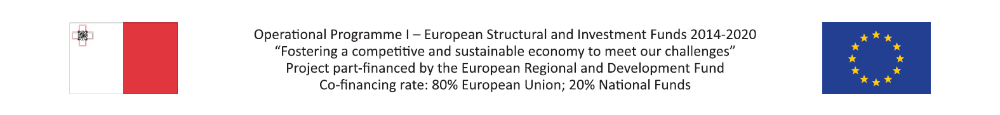 Operational Programme I – European Structural and Investment Funds 2014-2020
“Fostering a competitive and sustainable economy to meet our challenges”
Project part-financed by the European Regional and Development Fund
Co-financing rate: 80% European Union; 20% National Funds